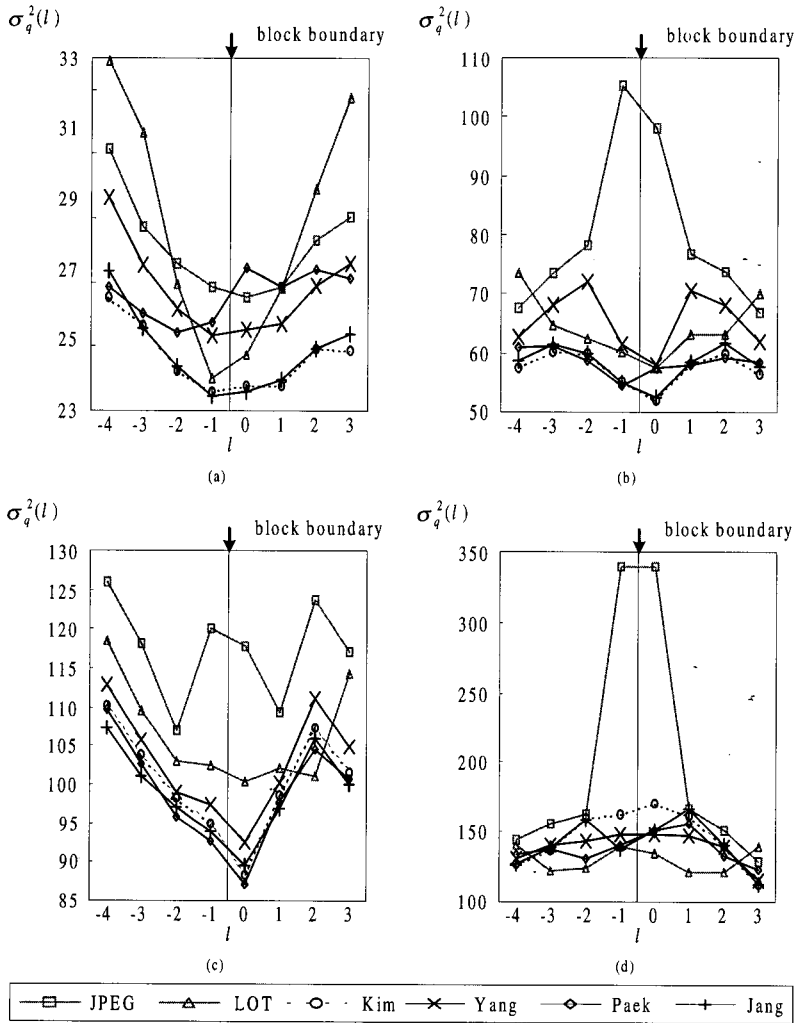 σq²(l)
block boundary
33
31
29
27
25
23
-4 -3 -2 -1 0 1 2 3
l
(a)
σq²(l)
block boundary
110
100
90
80
70
60
50
-4 -3 -2 -1 0 1 2 3
l
(b)
σq²(l)
block boundary
130
125
120
115
110
105
100
95
90
85
-4 -3 -2 -1 0 1 2 3
l
(c)
σq²(l)
block boundary
350
300
250
200
150
100
-4 -3 -2 -1 0 1 2 3
l
(d)
JPEG LOT Kim Yang Paek Jang